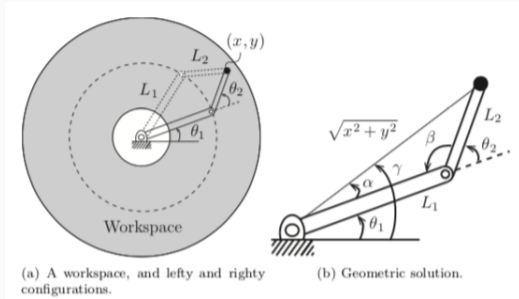 (x, y)
L₂
L₁
θ₂
θ₁
Workspace
(a) A workspace, and lefty and righty
configurations.
√x² + y²
L₂
β
θ₂
γ
α
L₁
θ₁
(b) Geometric solution.